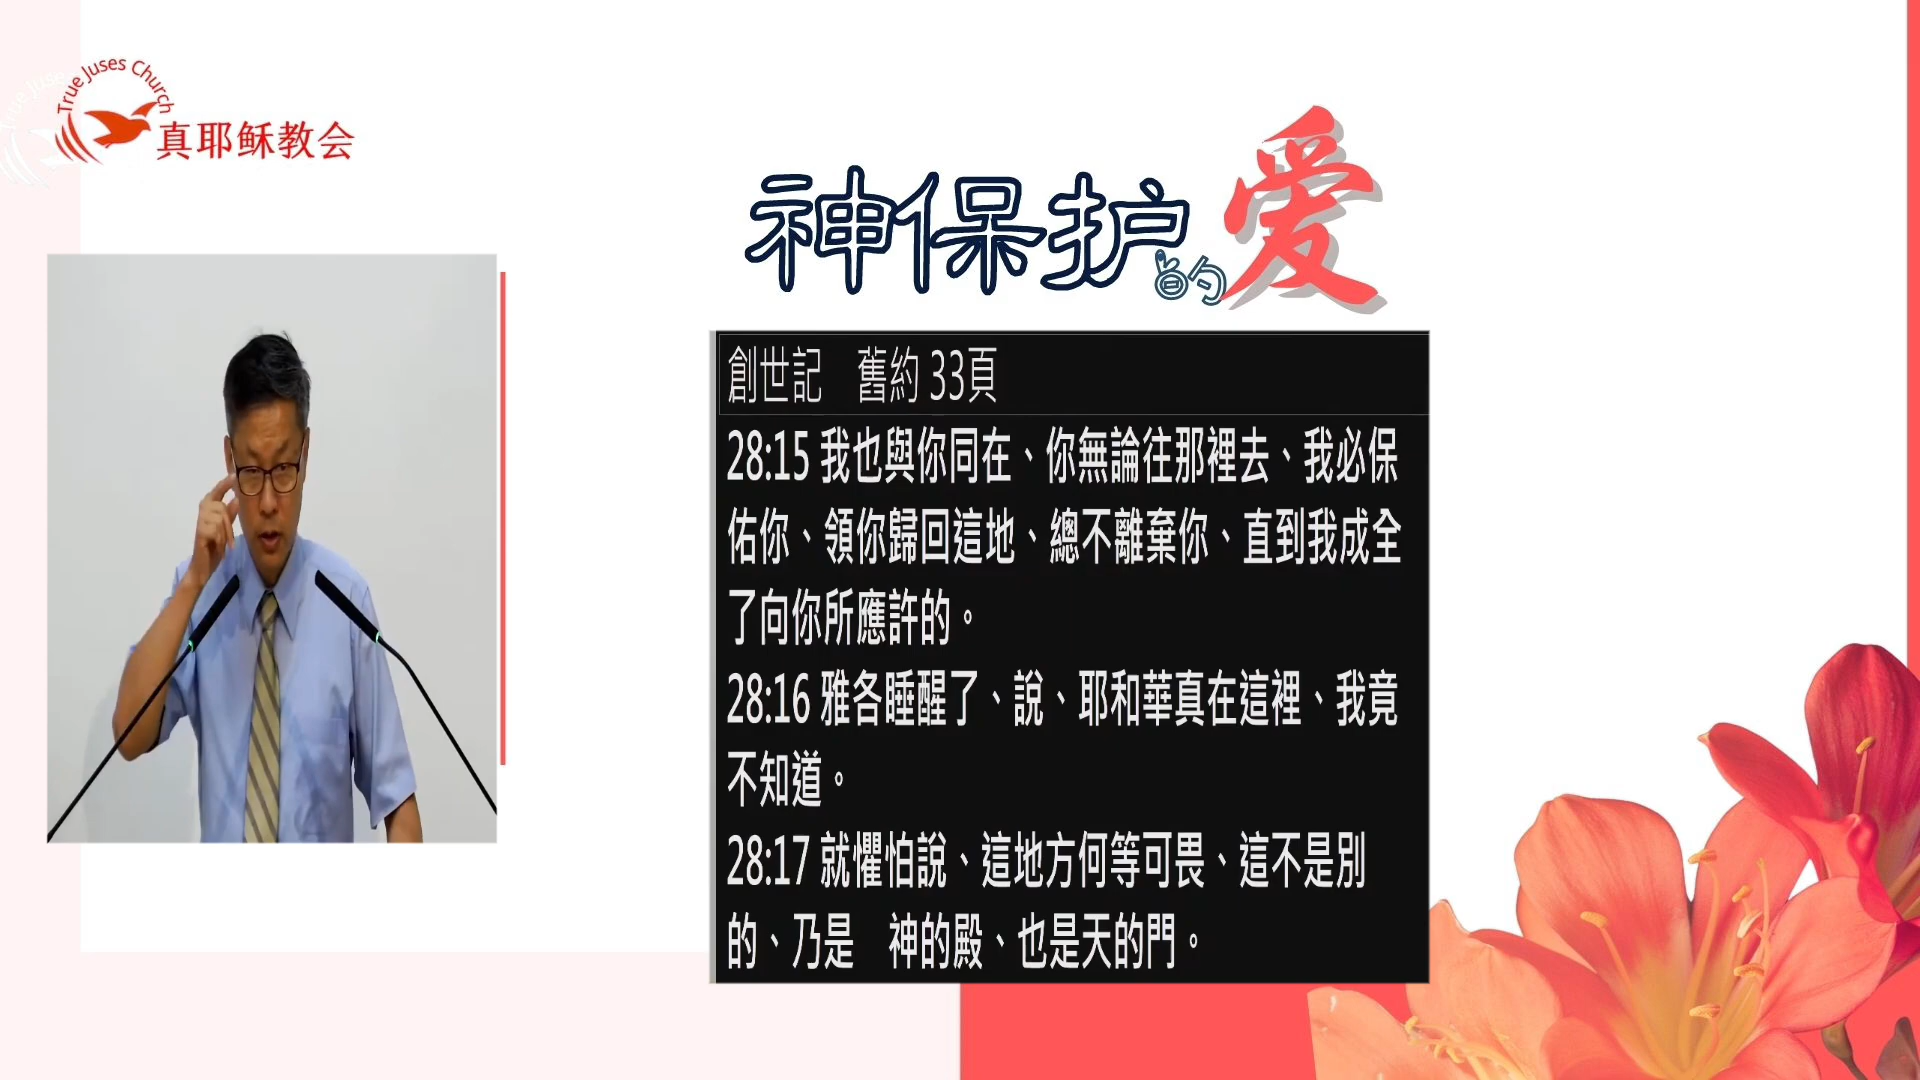 True Juses Church
真耶稣教会
神保护的爱
創世記　舊約 33頁
28:15 我也與你同在、你無論往那裡去、我必保
佑你、領你歸回這地、總不離棄你、直到我成全
了向你所應許的。
28:16 雅各睡醒了、說、耶和華真在這裡、我竟
不知道。
28:17 就懼怕說、這地方何等可畏、這不是別
的、乃是　神的殿、也是天的門。